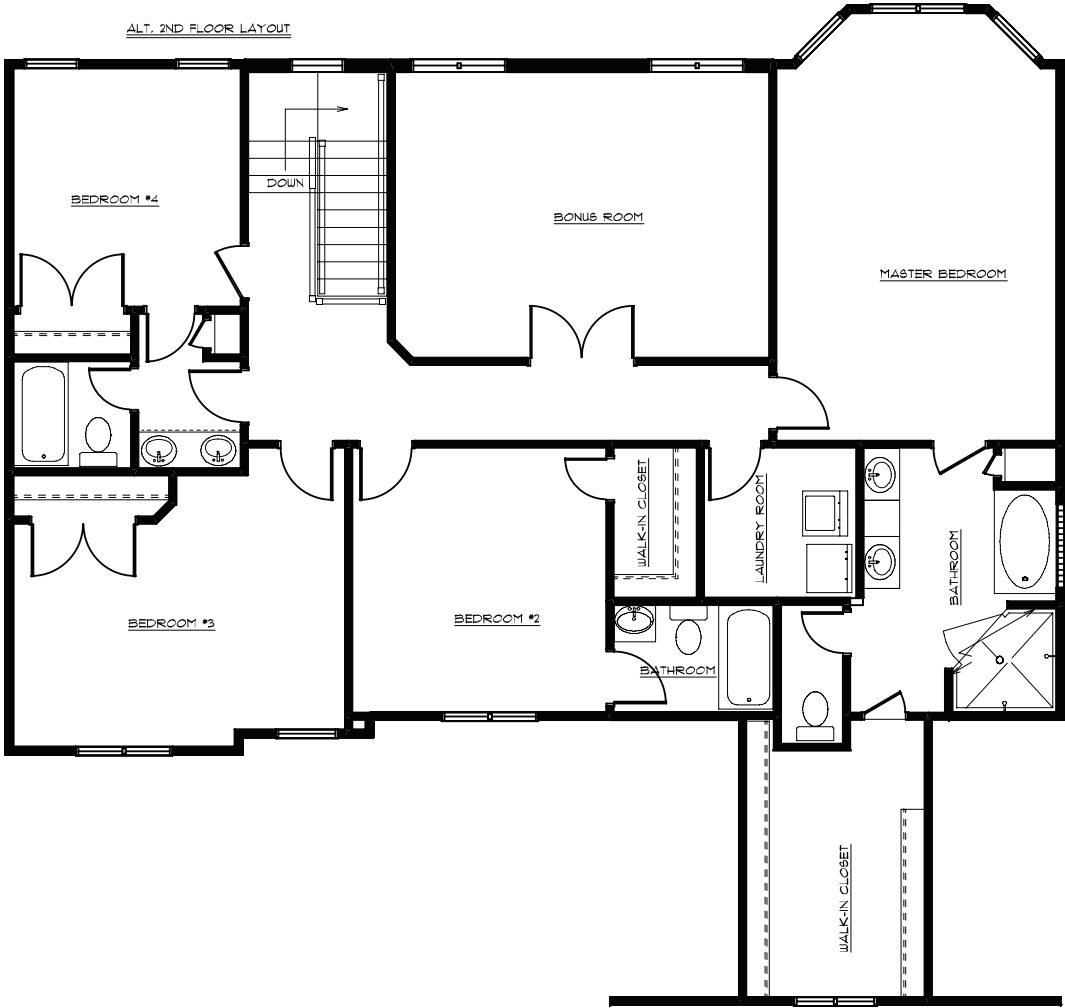 ALT. 2ND FLOOR LAYOUT
DOWN
BEDROOM #4
BONUS ROOM
MASTER BEDROOM
WALK-IN CLOSET
LAUNDRY ROOM
BATHROOM
BEDROOM #3
BEDROOM #2
BATHROOM
WALK-IN CLOSET